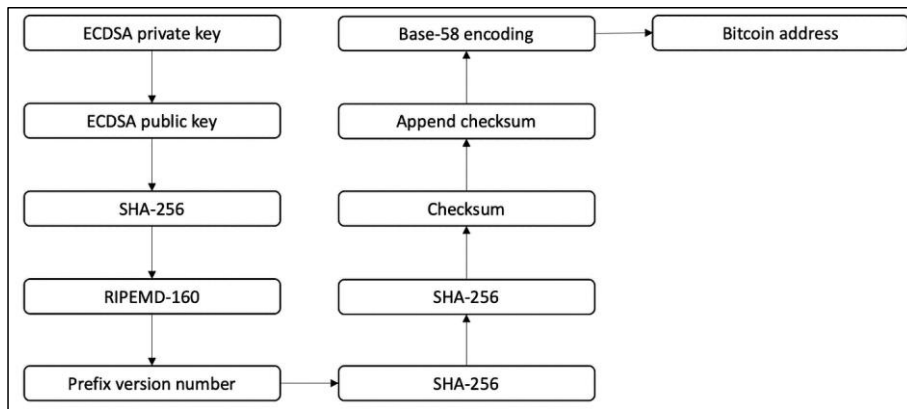 ECDSA private key
ECDSA public key
SHA-256
RIPEMD-160
Prefix version number
SHA-256
SHA-256
Checksum
Append checksum
Base-58 encoding
Bitcoin address